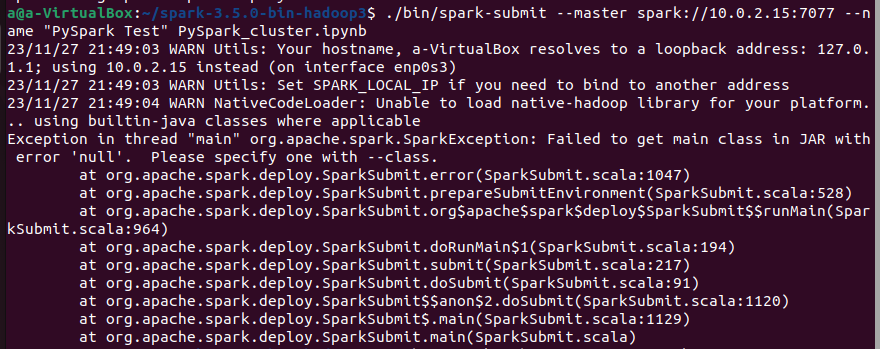 a@a-VirtualBox:~/spark-3.5.0-bin-hadoop3$ ./bin/spark-submit --master spark://10.0.2.15:7077 --n
ame "PySpark Test" PySpark_cluster.ipynb
23/11/27 21:49:03 WARN Utils: Your hostname, a-VirtualBox resolves to a loopback address: 127.0.
1.1; using 10.0.2.15 instead (on interface enp0s3)
23/11/27 21:49:03 WARN Utils: Set SPARK_LOCAL_IP if you need to bind to another address
23/11/27 21:49:04 WARN NativeCodeLoader: Unable to load native-hadoop library for your platform.
.. using builtin-java classes where applicable
Exception in thread "main" org.apache.spark.SparkException: Failed to get main class in JAR with
 error 'null'.  Please specify one with --class.
        at org.apache.spark.deploy.SparkSubmit.error(SparkSubmit.scala:1047)
        at org.apache.spark.deploy.SparkSubmit.prepareSubmitEnvironment(SparkSubmit.scala:528)
        at org.apache.spark.deploy.SparkSubmit.org$apache$spark$deploy$SparkSubmit$$runMain(Spar
kSubmit.scala:964)
        at org.apache.spark.deploy.SparkSubmit.doRunMain$1(SparkSubmit.scala:194)
        at org.apache.spark.deploy.SparkSubmit.submit(SparkSubmit.scala:217)
        at org.apache.spark.deploy.SparkSubmit.doSubmit(SparkSubmit.scala:91)
        at org.apache.spark.deploy.SparkSubmit$$anon$2.doSubmit(SparkSubmit.scala:1120)
        at org.apache.spark.deploy.SparkSubmit$.main(SparkSubmit.scala:1129)
        at org.apache.spark.deploy.SparkSubmit.main(SparkSubmit.scala)